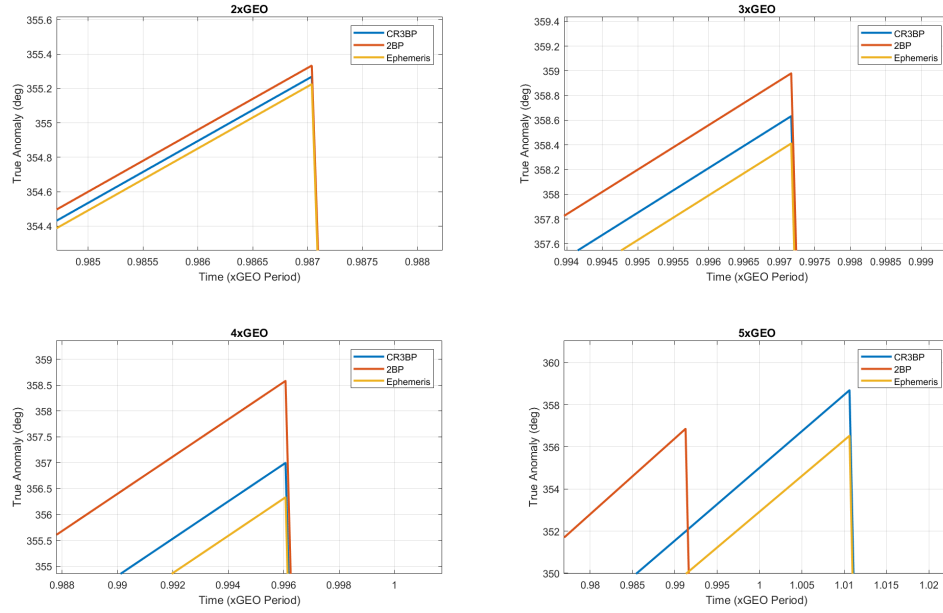 2xGEO
355.6
355.4
355.2
355
354.8
354.6
354.4
True Anomaly (deg)
CR3BP
2BP
Ephemeris
0.985 0.9855 0.986 0.9865 0.987 0.9875 0.988
Time (xGEO Period)
3xGEO
359.4
359.2
359
358.8
358.6
358.4
358.2
358
357.8
357.6
True Anomaly (deg)
CR3BP
2BP
Ephemeris
0.994 0.9945 0.995 0.9955 0.996 0.9965 0.997 0.9975 0.998 0.9985 0.999
Time (xGEO Period)
4xGEO
359
358.5
358
357.5
357
356.5
356
355.5
355
True Anomaly (deg)
CR3BP
2BP
Ephemeris
0.988 0.99 0.992 0.994 0.996 0.998 1
Time (xGEO Period)
5xGEO
360
358
356
354
352
350
True Anomaly (deg)
CR3BP
2BP
Ephemeris
0.98 0.985 0.99 0.995 1 1.005 1.01 1.015 1.02
Time (xGEO Period)